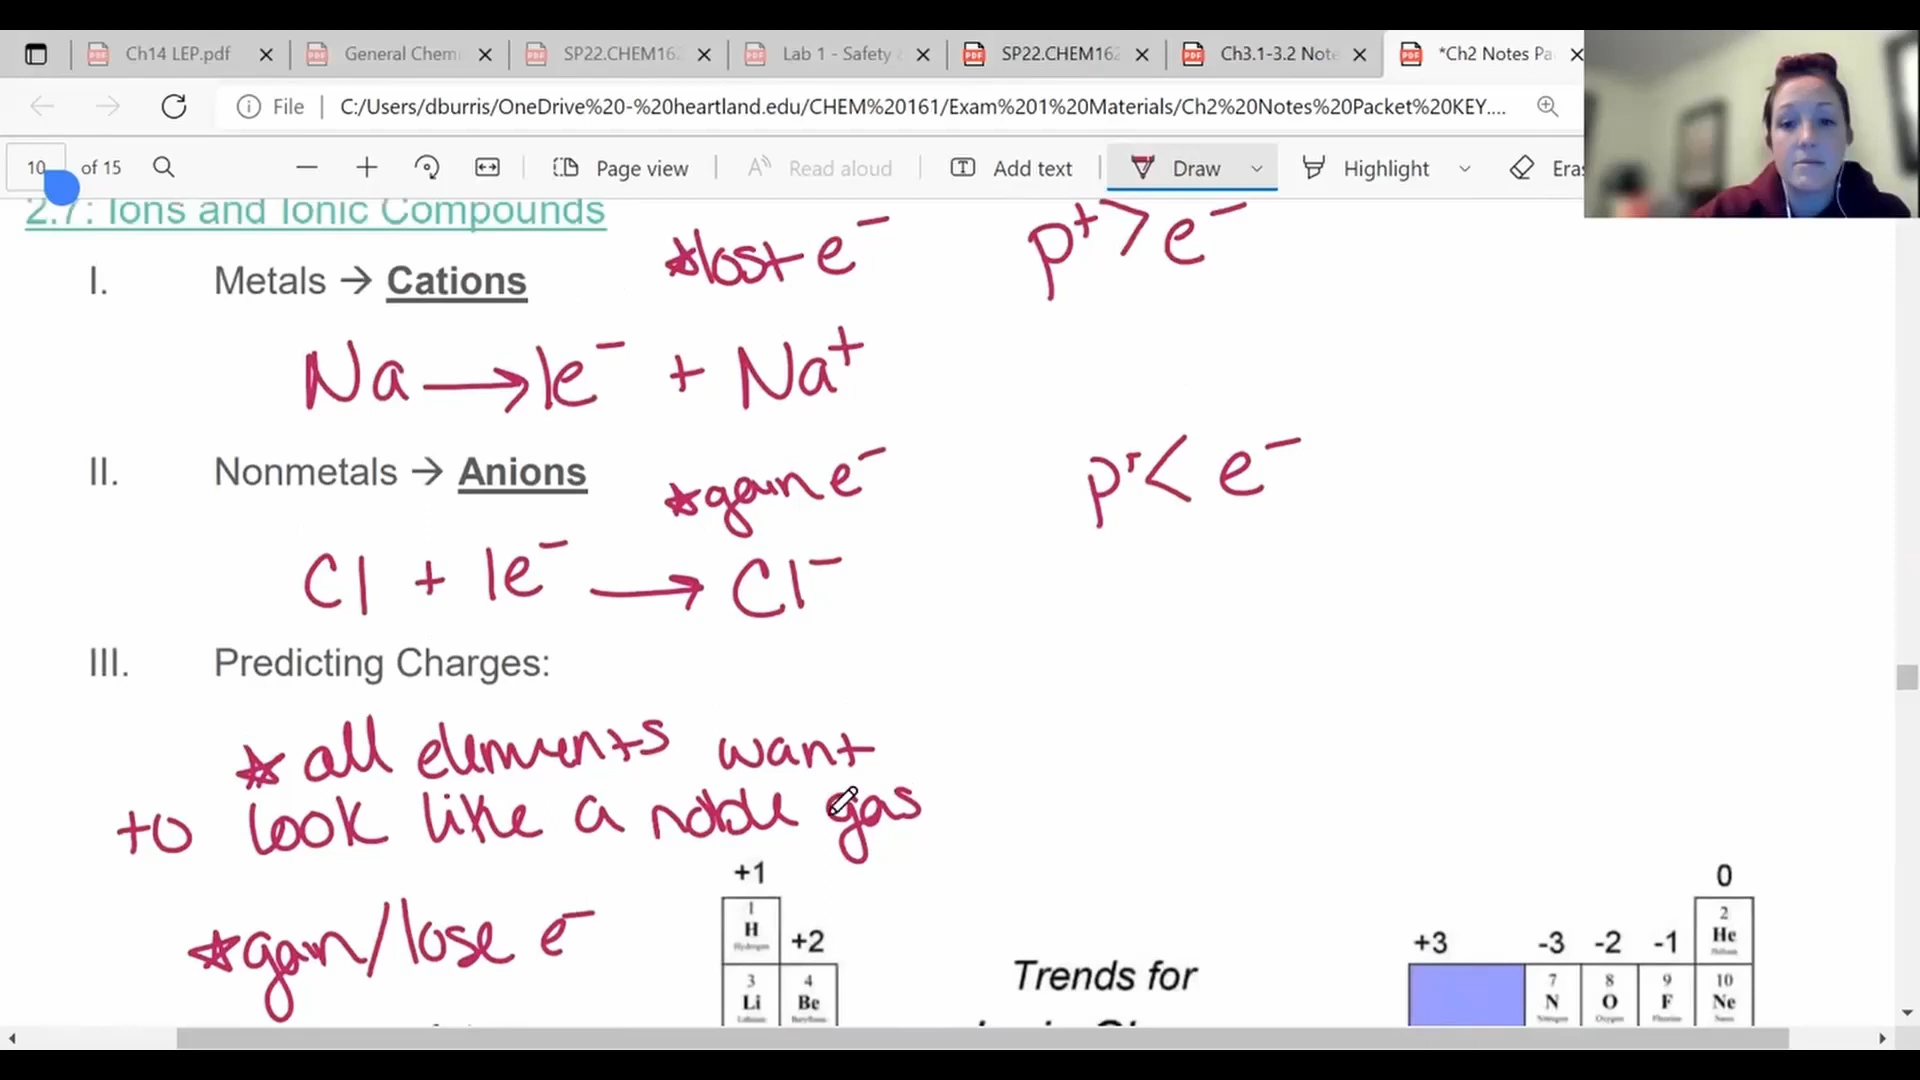 Ch14 LEP.pdf
General Chemi
SP22.CHEM162
Lab 1 - Safety
SP22.CHEM162
Ch3.1-3.2 Note
*Ch2 Notes Pa
File
C:/Users/dburris/OneDrive%20-%20heartland.edu/CHEM%20161/Exam%201%20Materials/Ch2%20Notes%20Packet%20KEY....
10 of 15
Page view
Read aloud
Add text
Draw
Highlight
Eras
2.7: Ions and Ionic Compounds
*lost e⁻
p⁺ > e⁻
I. Metals → Cations
Na → 1e⁻ + Na⁺
II. Nonmetals → Anions
*gain e⁻
p⁺ < e⁻
Cl + 1e⁻ → Cl⁻
III. Predicting Charges:
* all elements want
to look like a noble gas
*gain/lose e⁻
+1
0
1
H
Hydrogen
+2
+3
-3 -2 -1
2
He
3
Li
4
Be
Trends for
7
N
8
O
9
F
10
Ne